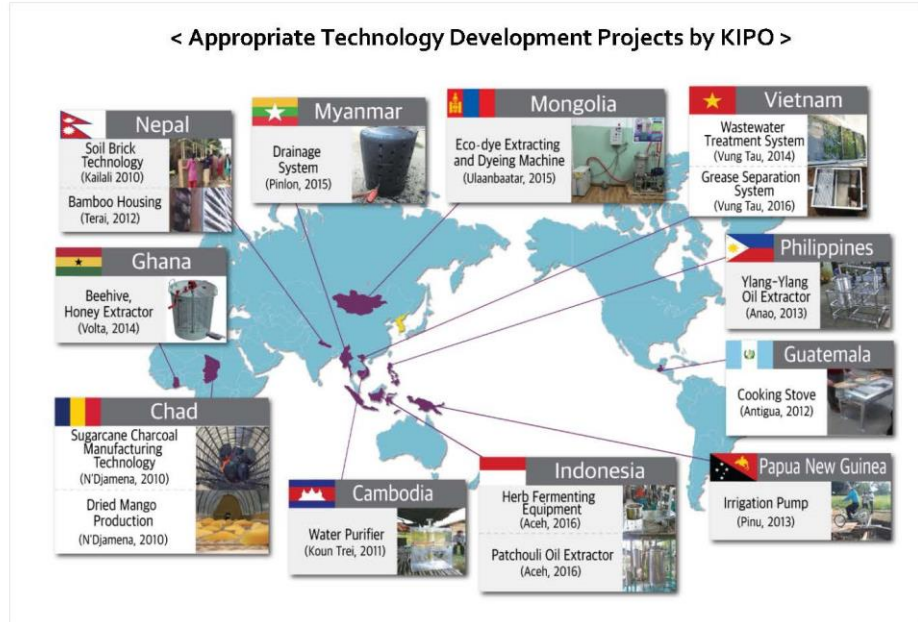 < Appropriate Technology Development Projects by KIPO >
Nepal
Soil Brick
Technology
(Kailali 2010)
Bamboo Housing
(Terai, 2012)
Myanmar
Drainage
System
(Pinlon, 2015)
Mongolia
Eco-dye Extracting
and Dyeing Machine
(Ulaanbaatar, 2015)
Vietnam
Wastewater
Treatment System
(Vung Tau, 2014)
Grease Separation
System
(Vung Tau, 2016)
Ghana
Beehive,
Honey Extractor
(Volta, 2014)
Philippines
Ylang-Ylang
Oil Extractor
(Anao, 2013)
Guatemala
Cooking Stove
(Antigua, 2012)
Chad
Sugarcane Charcoal
Manufacturing
Technology
(N'Djamena, 2010)
Dried Mango
Production
(N'Djamena, 2010)
Cambodia
Water Purifier
(Koun Trei, 2011)
Indonesia
Herb Fermenting
Equipment
(Aceh, 2016)
Patchouli Oil Extractor
(Aceh, 2016)
Papua New Guinea
Irrigation Pump
(Pinu, 2013)